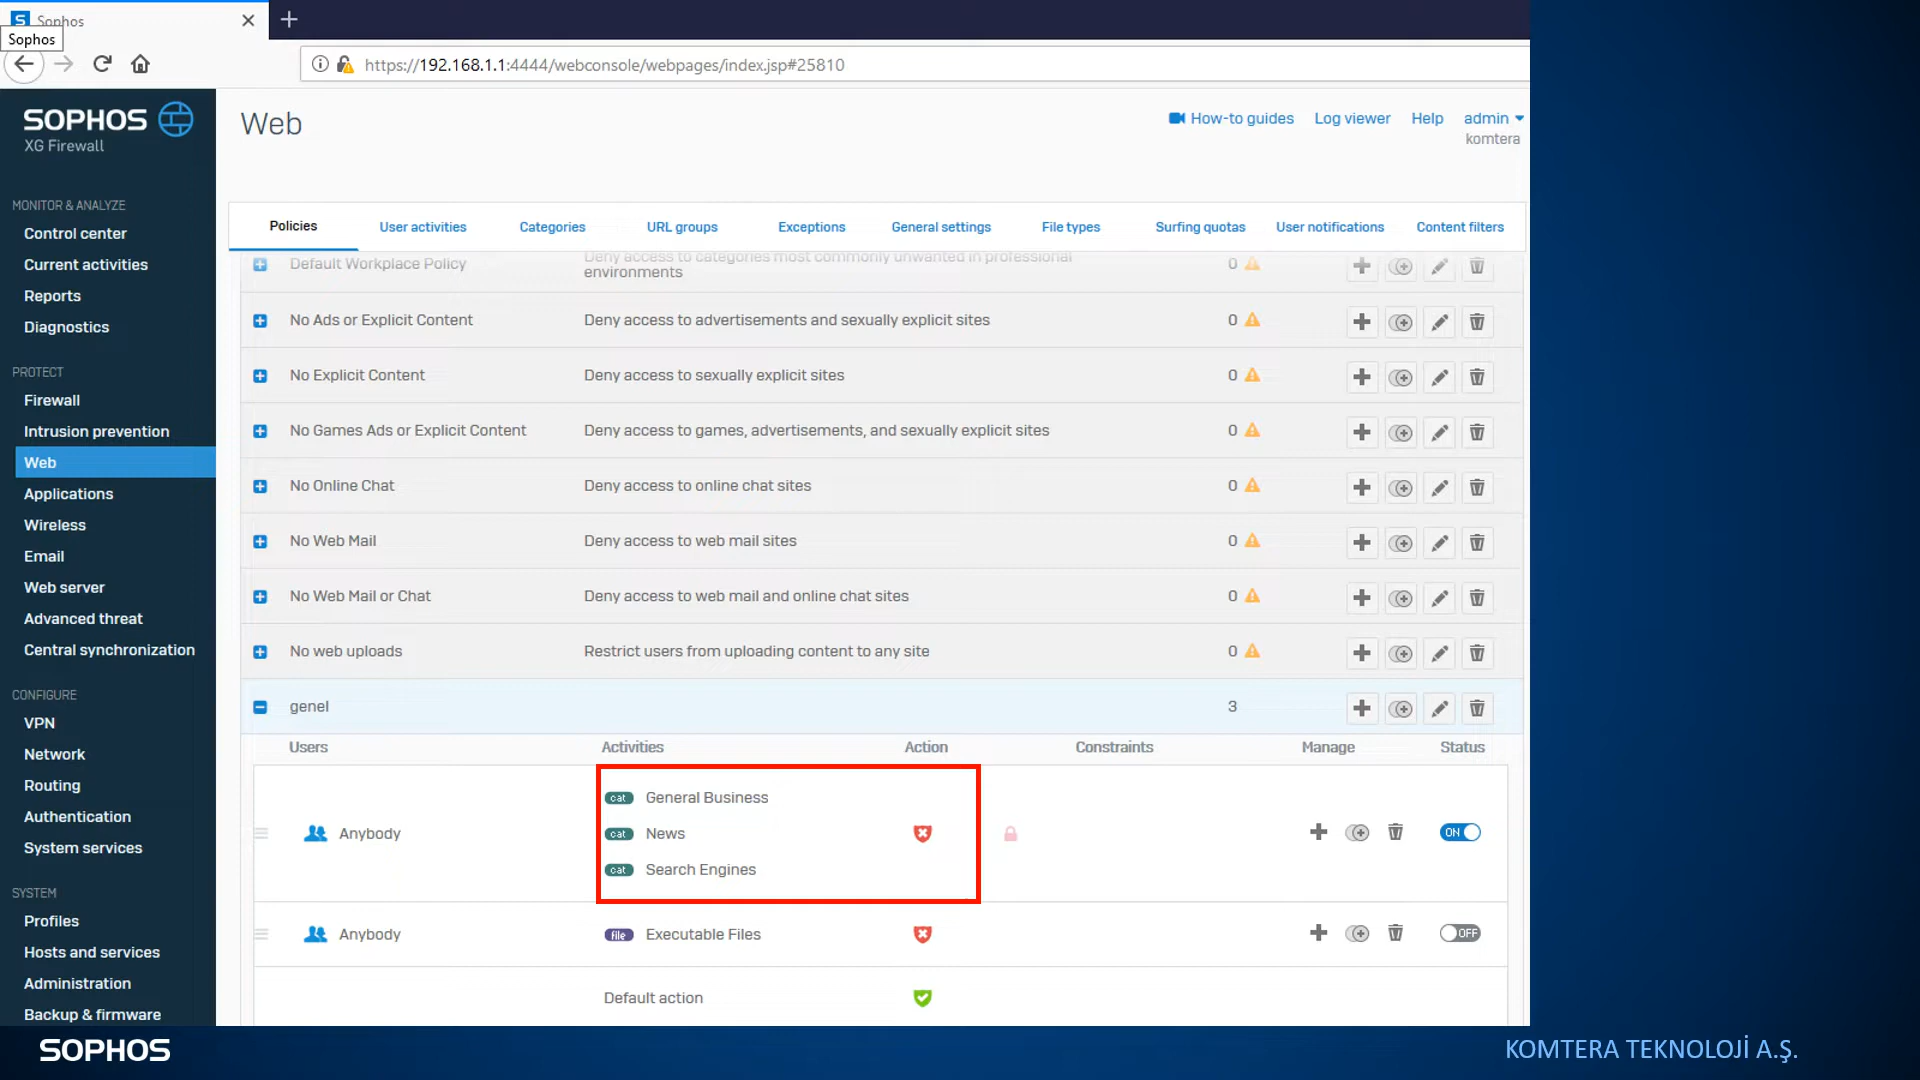 Sophos
Sophos
https://192.168.1.1:4444/webconsole/webpages/index.jsp#25810
SOPHOS
XG Firewall
Web
How-to guides Log viewer Help admin
komtera
MONITOR & ANALYZE
Control center
Current activities
Reports
Diagnostics
PROTECT
Firewall
Intrusion prevention
Web
Applications
Wireless
Email
Web server
Advanced threat
Central synchronization
CONFIGURE
VPN
Network
Routing
Authentication
System services
SYSTEM
Profiles
Hosts and services
Administration
Backup & firmware
Policies User activities Categories URL groups Exceptions General settings File types Surfing quotas User notifications Content filters
Default Workplace Policy Deny access to categories most commonly unwanted in professional 0
environments
No Ads or Explicit Content Deny access to advertisements and sexually explicit sites 0
No Explicit Content Deny access to sexually explicit sites 0
No Games Ads or Explicit Content Deny access to games, advertisements, and sexually explicit sites 0
No Online Chat Deny access to online chat sites 0
No Web Mail Deny access to web mail sites 0
No Web Mail or Chat Deny access to web mail and online chat sites 0
No web uploads Restrict users from uploading content to any site 0
genel 3
Users Activities Action Constraints Manage Status
cat General Business
Anybody cat News ON
cat Search Engines
Anybody file Executable Files OFF
Default action
SOPHOS
KOMTERA TEKNOLOJİ A.Ş.